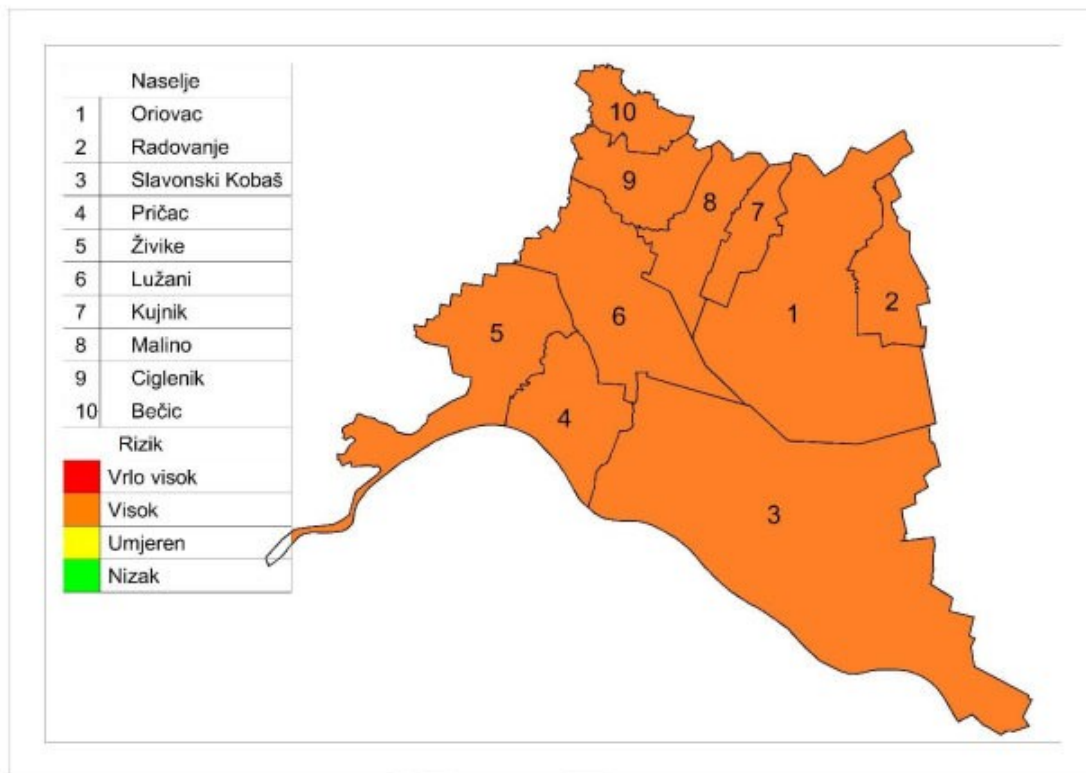 Naselje
1 Oriovac
2 Radovanje
3 Slavonski Kobaš
4 Pričac
5 Živike
6 Lužani
7 Kujnik
8 Malino
9 Ciglenik
10 Bečic
Rizik
Vrlo visok
Visok
Umjeren
Nizak
10
9
8
7
1
2
6
5
4
3